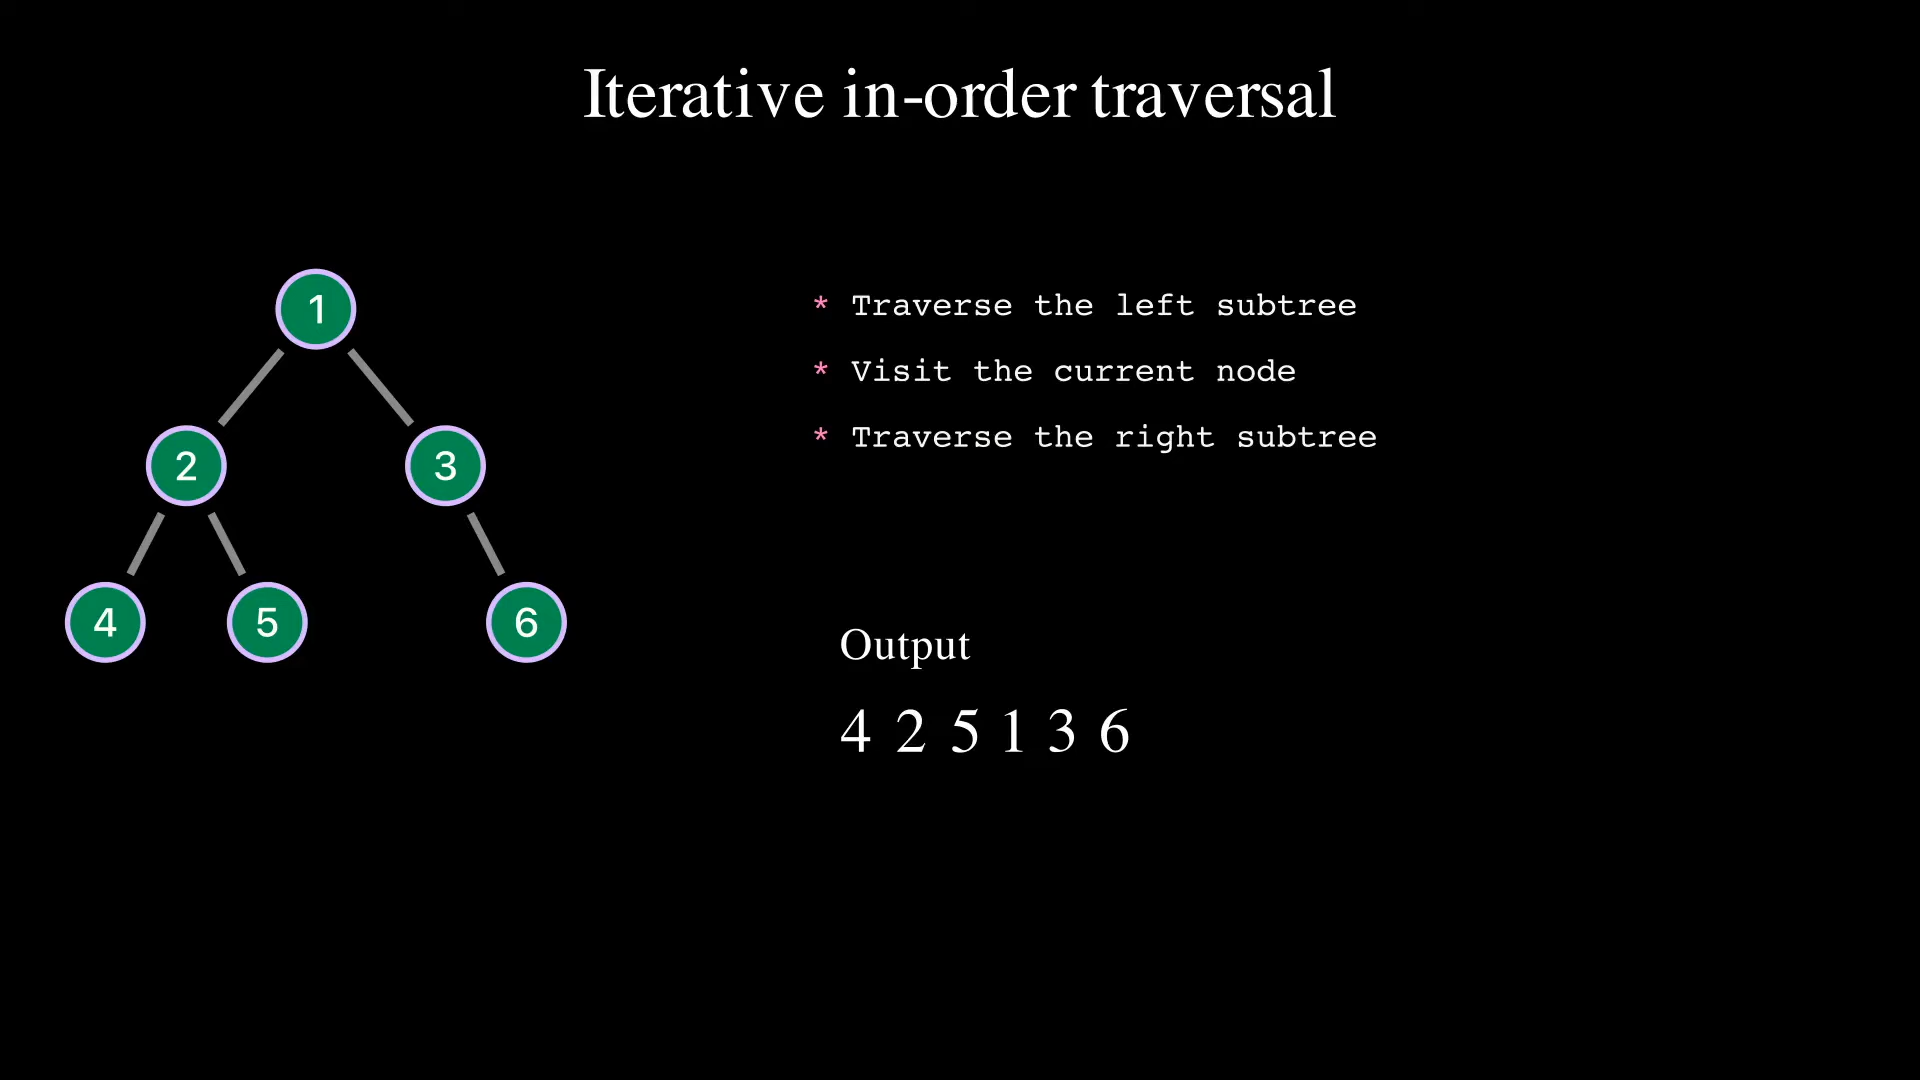 Iterative in-order traversal
1
* Traverse the left subtree
* Visit the current node
2 3
* Traverse the right subtree
4 5 6
Output
4 2 5 1 3 6